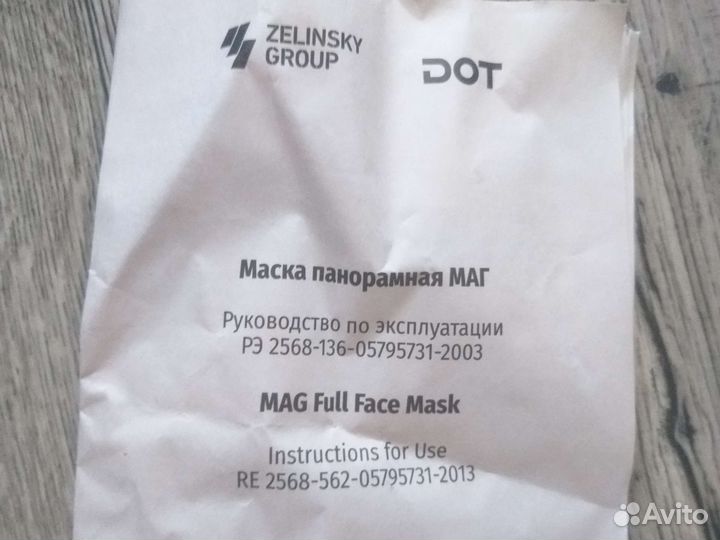 ZELINSKY
GROUP
DOT
Маска панорамная МАГ
Руководство по эксплуатации
РЭ 2568-136-05795731-2003
MAG Full Face Mask
Instructions for Use
RE 2568-562-05795731-2013
Avito